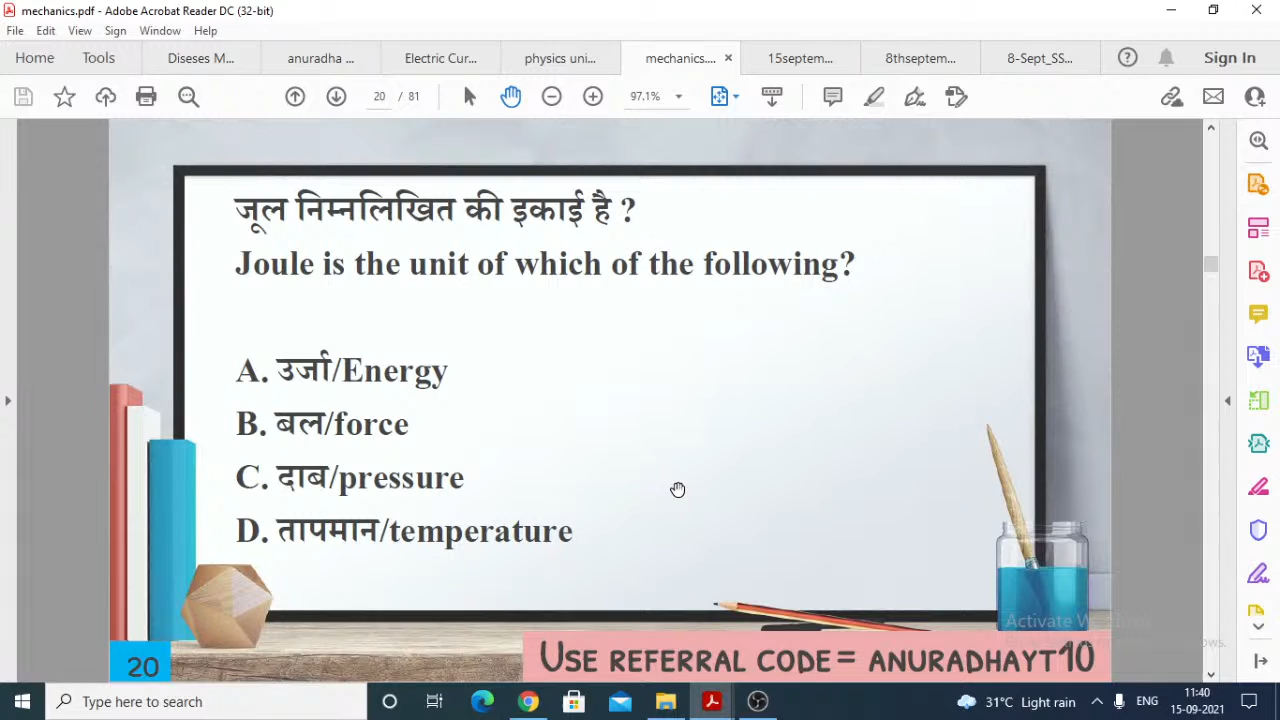 mechanics.pdf - Adobe Acrobat Reader DC (32-bit)
File Edit View Sign Window Help
Home Tools Diseses M... anuradha ... Electric Cur... physics uni... mechanics.... × 15septem... 8thseptem... 8-Sept_SS... Sign In
20 / 81 97.1%
जूल निम्नलिखित की इकाई है ?
Joule is the unit of which of the following?
A. उर्जा/Energy
B. बल/force
C. दाब/pressure
D. तापमान/temperature
Activate
20
USE REFERRAL CODE= ANURADHAYT10
Type here to search
31°C Light rain ENG 11:40
15-09-2021